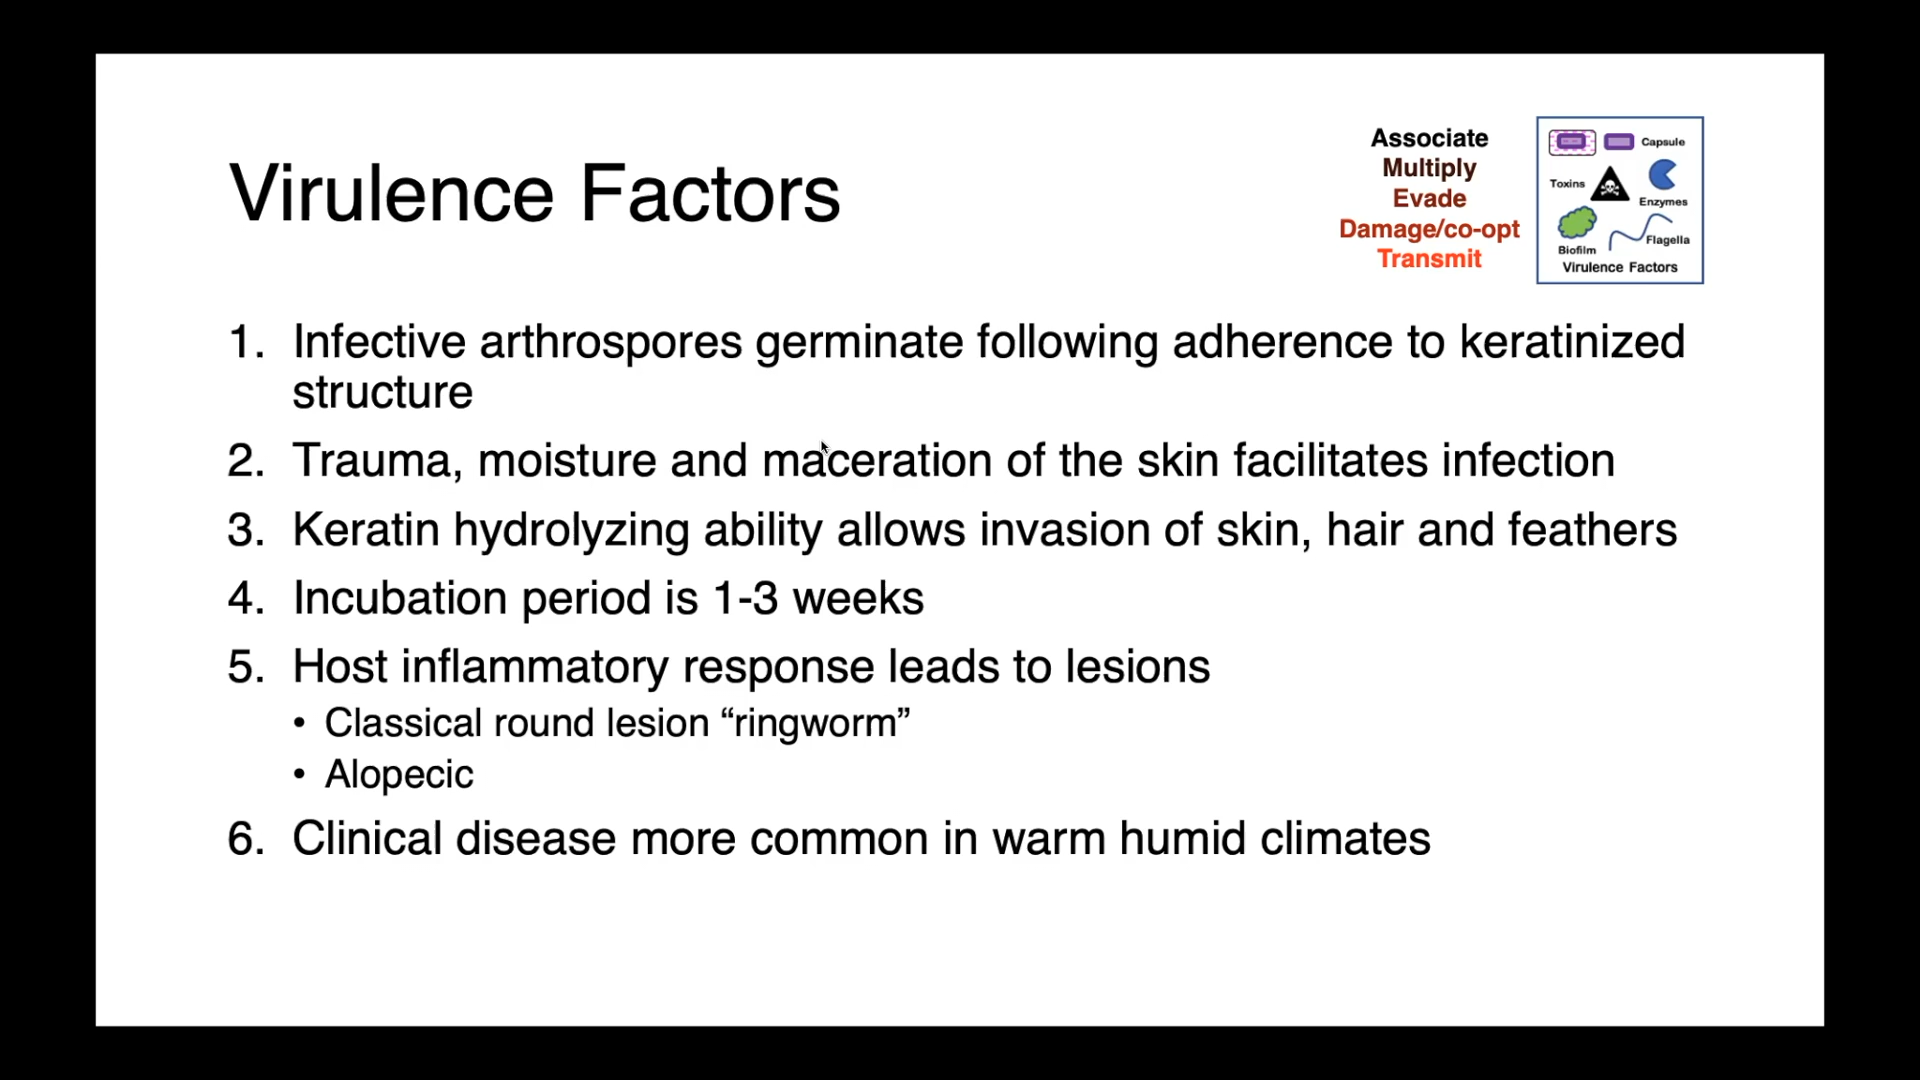 Virulence Factors
Associate
Multiply
Evade
Damage/co-opt
Transmit
Capsule
Toxins
Enzymes
Biofilm
Flagella
Virulence Factors
1. Infective arthrospores germinate following adherence to keratinized
structure
2. Trauma, moisture and maceration of the skin facilitates infection
3. Keratin hydrolyzing ability allows invasion of skin, hair and feathers
4. Incubation period is 1-3 weeks
5. Host inflammatory response leads to lesions
• Classical round lesion “ringworm”
• Alopecic
6. Clinical disease more common in warm humid climates